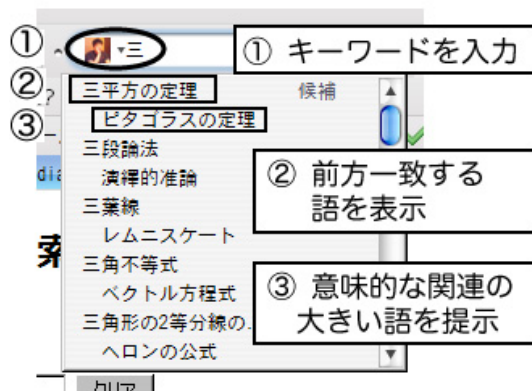 ① 三
① キーワードを入力
②
三平方の定理 候補
③
ピタゴラスの定理
三段論法
演繹的准論
② 前方一致する
語を表示
三葉線
レムニスケート
三角不等式
ベクトル方程式
③ 意味的な関連の
大きい語を提示
三角形の2等分線の…
ヘロンの公式
索
クリア